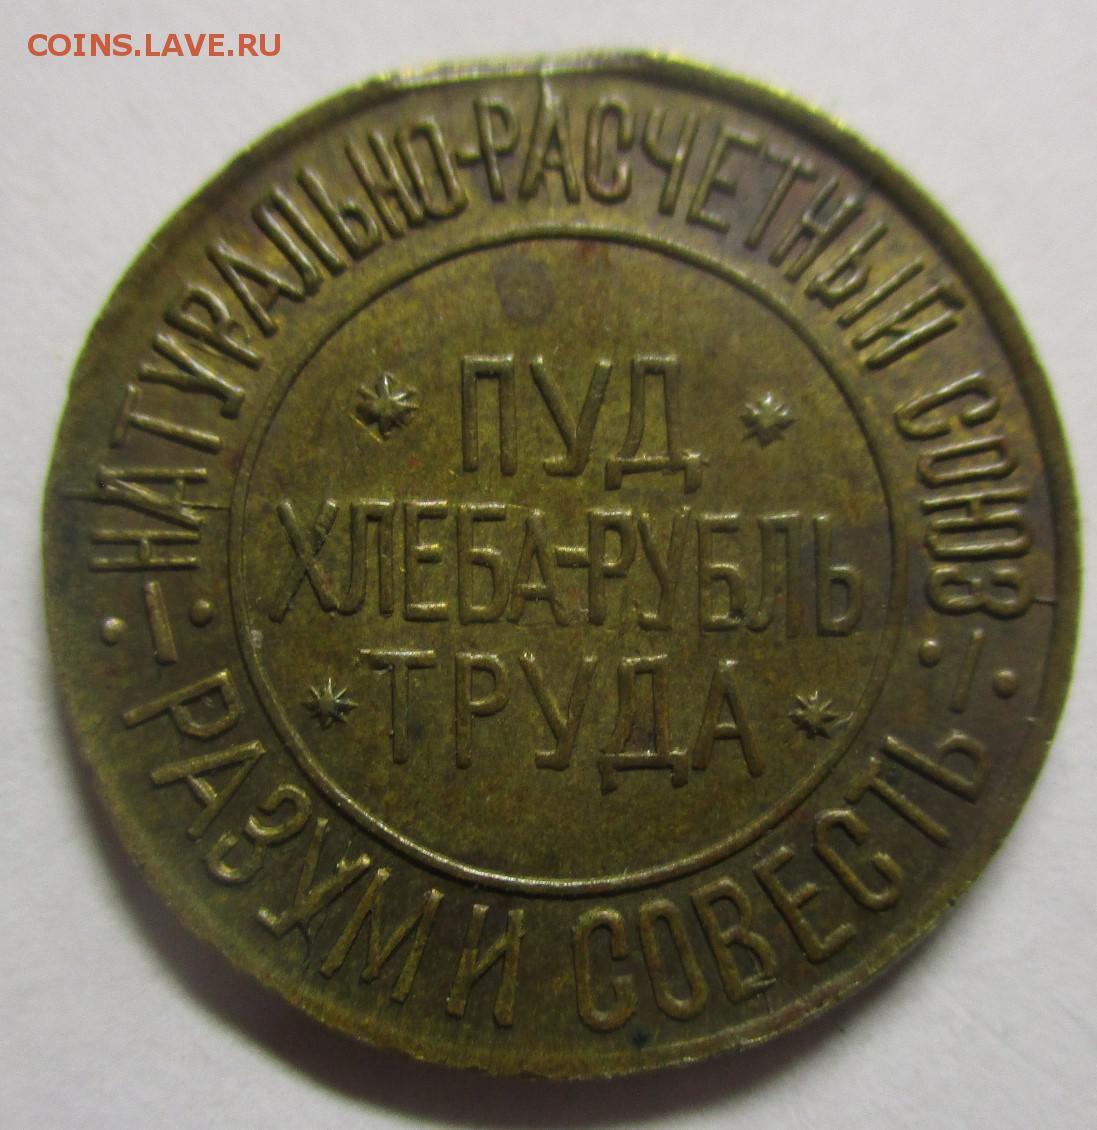 COINS.LAVE.RU
НАТУРАЛЬНО-РАСЧЕТНЫЙ СОЮЗ
ПУД
ХЛЕБА-РУБЛЬ
ТРУДА
РАЗУМ И СОВЕСТЬ